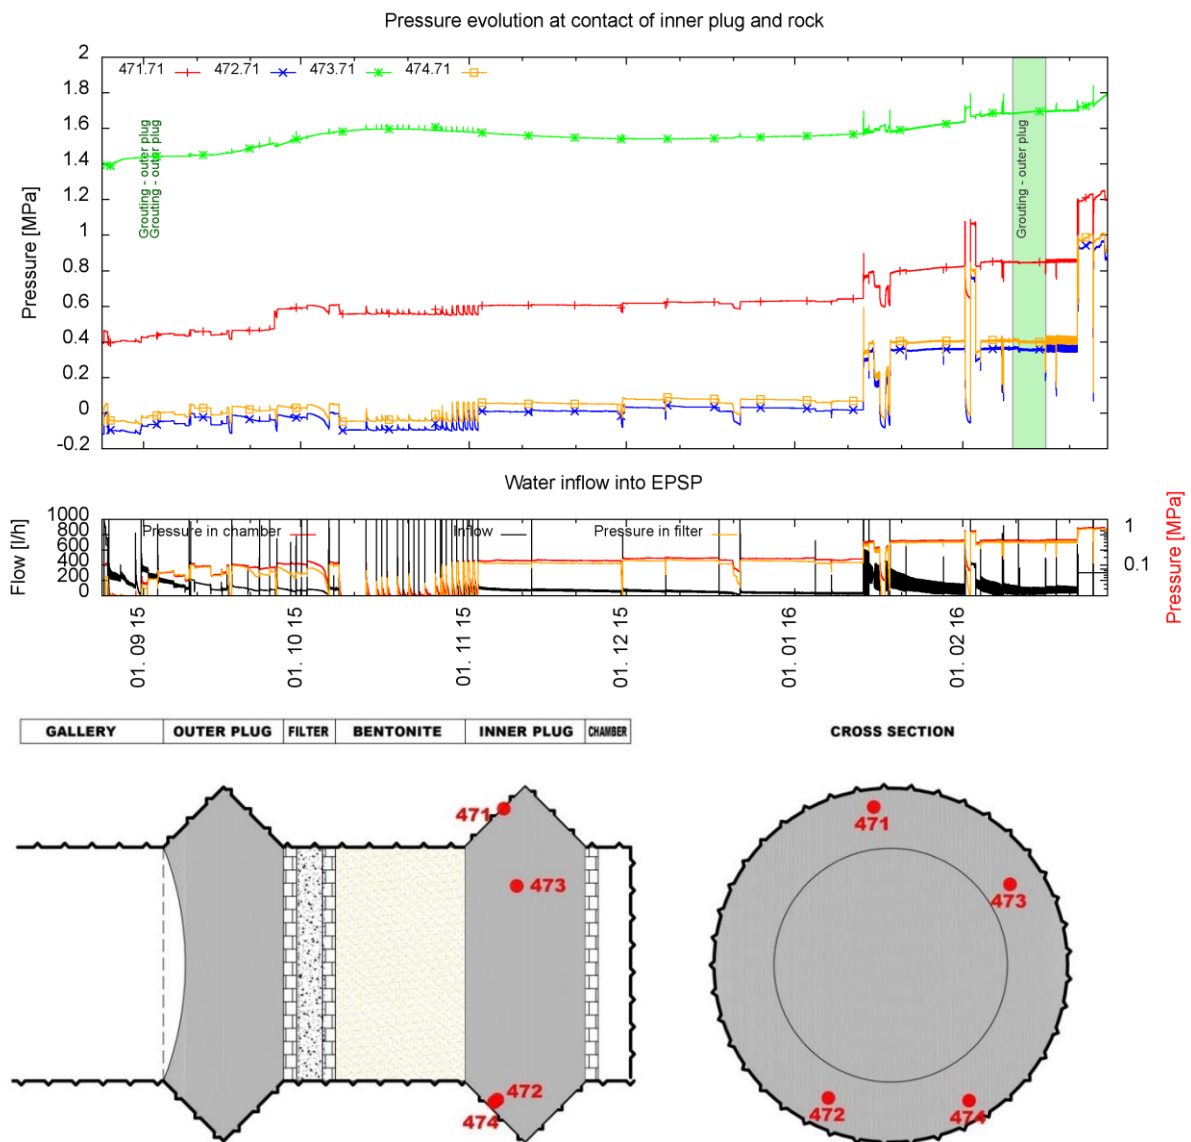 Pressure evolution at contact of inner plug and rock
2
1.8
1.6
1.4
1.2
1
0.8
0.6
0.4
0.2
0
-0.2
Pressure [MPa]
471.71 472.71 473.71 474.71
Grouting - outer plug
Grouting - outer plug
Grouting - outer plug
Water inflow into EPSP
1000
800
600
400
200
0
Flow [l/h]
Pressure in chamber Inflow Pressure in filter
1
0.1
Pressure [MPa]
01. 09 15
01. 10 15
01. 11 15
01. 12 15
01. 01 16
01. 02 16
GALLERY OUTER PLUG FILTER BENTONITE INNER PLUG CHAMBER CROSS SECTION
471
473
472
474
471
473
472
474